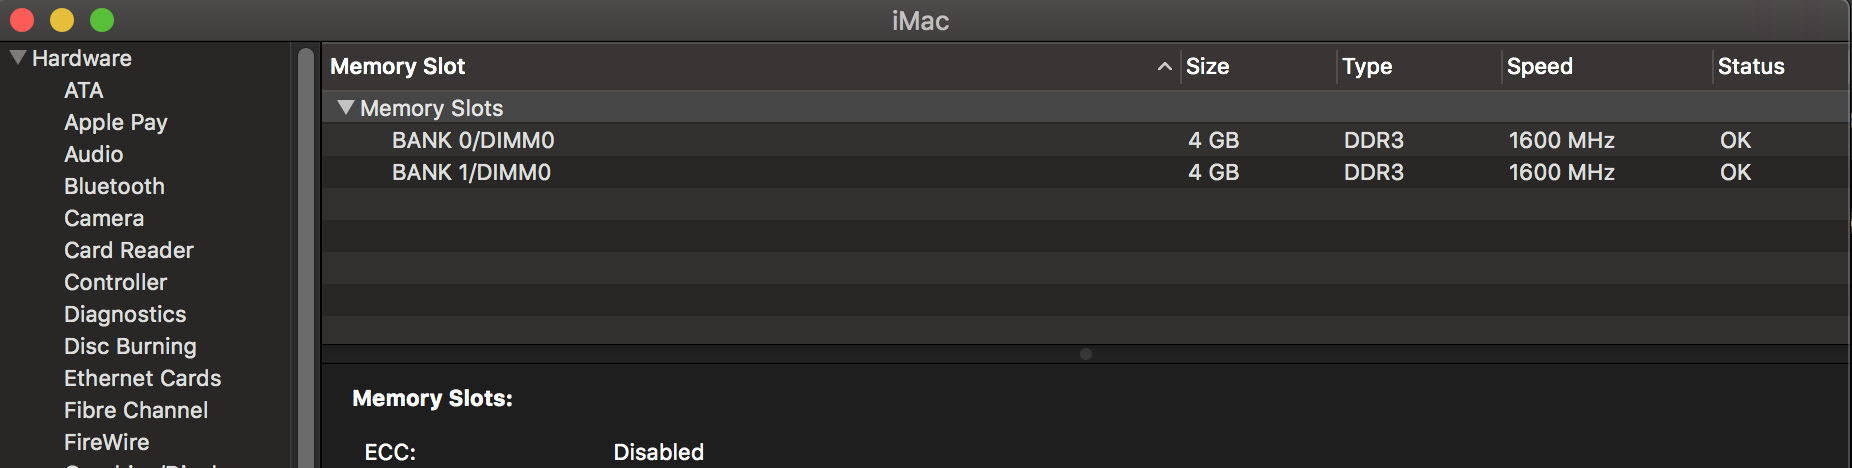 iMac
Hardware
ATA
Apple Pay
Audio
Bluetooth
Camera
Card Reader
Controller
Diagnostics
Disc Burning
Ethernet Cards
Fibre Channel
FireWire
Memory Slot Size Type Speed Status
Memory Slots
BANK 0/DIMM0 4 GB DDR3 1600 MHz OK
BANK 1/DIMM0 4 GB DDR3 1600 MHz OK
Memory Slots:
ECC: Disabled